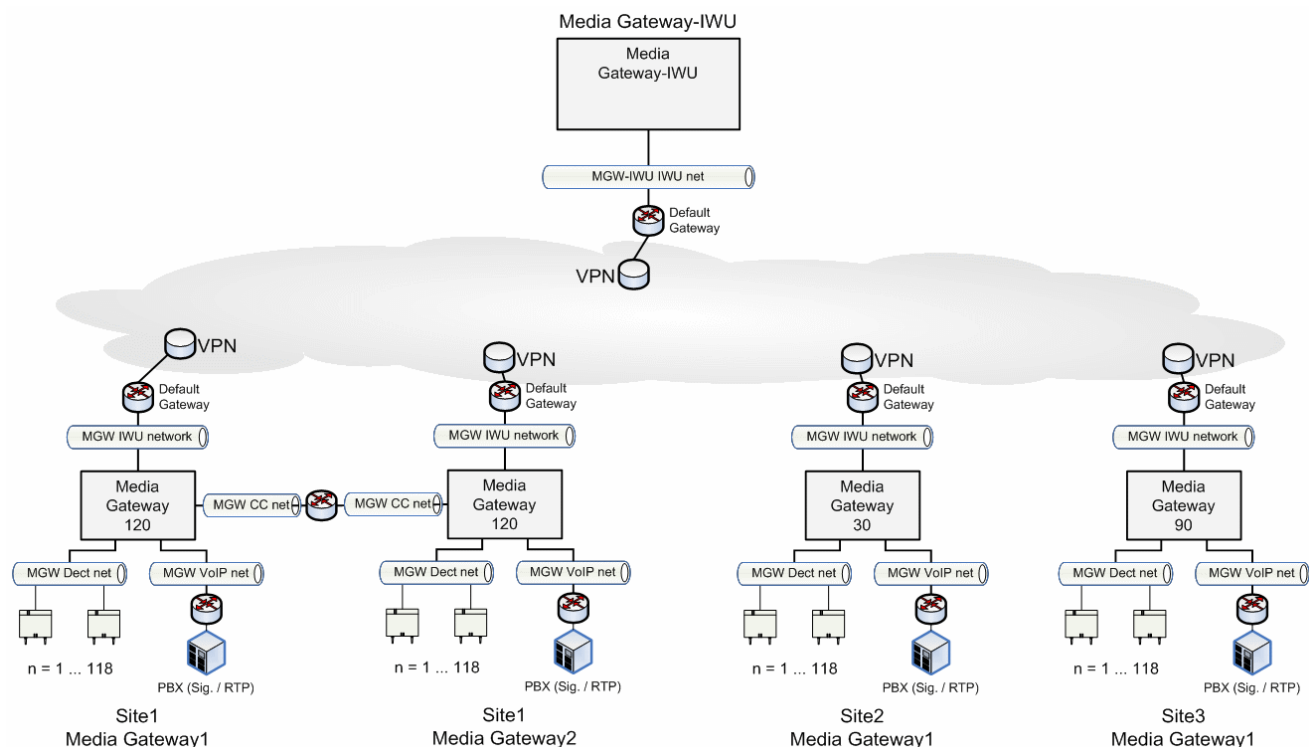 Media Gateway-IWU
Media
Gateway-IWU
MGW-IWU IWU net
Default
Gateway
VPN
VPN
Default
Gateway
MGW IWU network
Media
Gateway
120
MGW CC net
MGW Dect net
MGW VoIP net
n = 1 ... 118
PBX (Sig. / RTP)
Site1
Media Gateway1
VPN
Default
Gateway
MGW IWU network
MGW CC net
Media
Gateway
120
MGW Dect net
MGW VoIP net
n = 1 ... 118
PBX (Sig. / RTP)
Site1
Media Gateway2
VPN
Default
Gateway
MGW IWU network
Media
Gateway
30
MGW Dect net
MGW VoIP net
n = 1 ... 118
PBX (Sig. / RTP)
Site2
Media Gateway1
VPN
Default
Gateway
MGW IWU network
Media
Gateway
90
MGW Dect net
MGW VoIP net
n = 1 ... 118
PBX (Sig. / RTP)
Site3
Media Gateway1